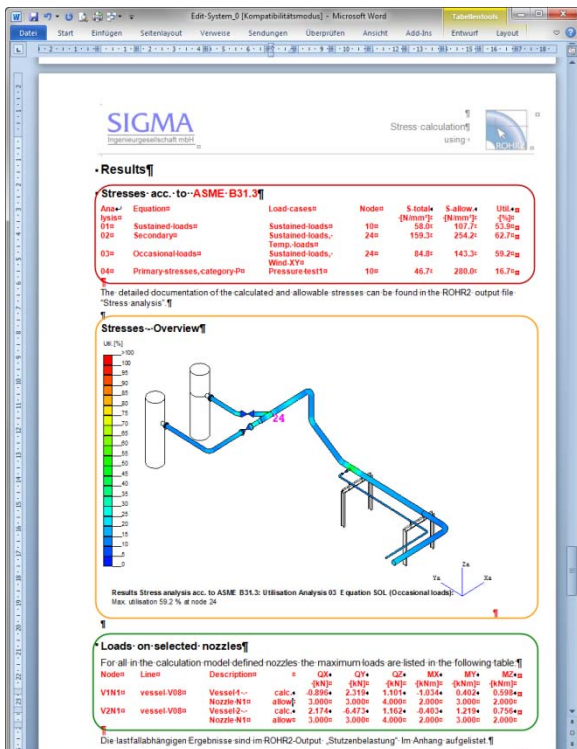 Edit-System_0 [Kompatibilitätsmodus] - Microsoft Word
Tabellentools
Datei Start Einfügen Seitenlayout Verweise Sendungen Überprüfen Ansicht Add-Ins Entwurf Layout
SIGMA
Ingenieurgesellschaft mbH
Stress calculation¶
using
ROHR2
Results¶
Stresses acc. to ASME B31.3¶
Analysis Equation Load cases Node S-total [N/mm²] S-allow. [N/mm²] Util. [%]
01 Sustained loads Sustained loads 10 58.0 107.7 53.9
02 Secondary Sustained loads, Temp. loads 24 159.3 254.2 62.7
03 Occasional loads Sustained loads, Wind XY 24 84.8 143.3 59.2
04 Primary stresses, category P Pressure test1 10 46.7 280.0 16.7
¶
The detailed documentation of the calculated and allowable stresses can be found in the ROHR2 output file
"Stress analysis".¶
¶
Stresses - Overview¶
Util. [%]
>100
100
95
90
85
80
75
70
65
60
55
50
45
40
35
30
25
20
15
10
5
0
24
Za
Ya Xa
Results Stress analysis acc to ASME B31.3: Utilisation Analysis 03 Equation SOL (Occasional loads):
Max. utilisation 59.2 % at node 24
¶
¶
Loads on selected nozzles¶
For all in the calculation model defined nozzles the maximum loads are listed in the following table:¶
Node Line Description QX [kN] QY [kN] QZ [kN] MX [kNm] MY [kNm] MZ [kNm]
V1N1 vessel-V08 Vessel-1 - calc. -0.896 2.319 1.101 -1.034 0.402 0.598
Nozzle-N1 allow 3.000 3.000 4.000 2.000 3.000 2.000
V2N1 vessel-V08 Vessel-2 - calc. 2.174 -6.473 1.162 -0.403 1.219 0.756
Nozzle-N1 allow 3.000 3.000 4.000 2.000 3.000 2.000
Die lastfallabhängigen Ergebnisse sind im ROHR2-Output „Stutzenbelastung" Im Anhang aufgelistet.¶